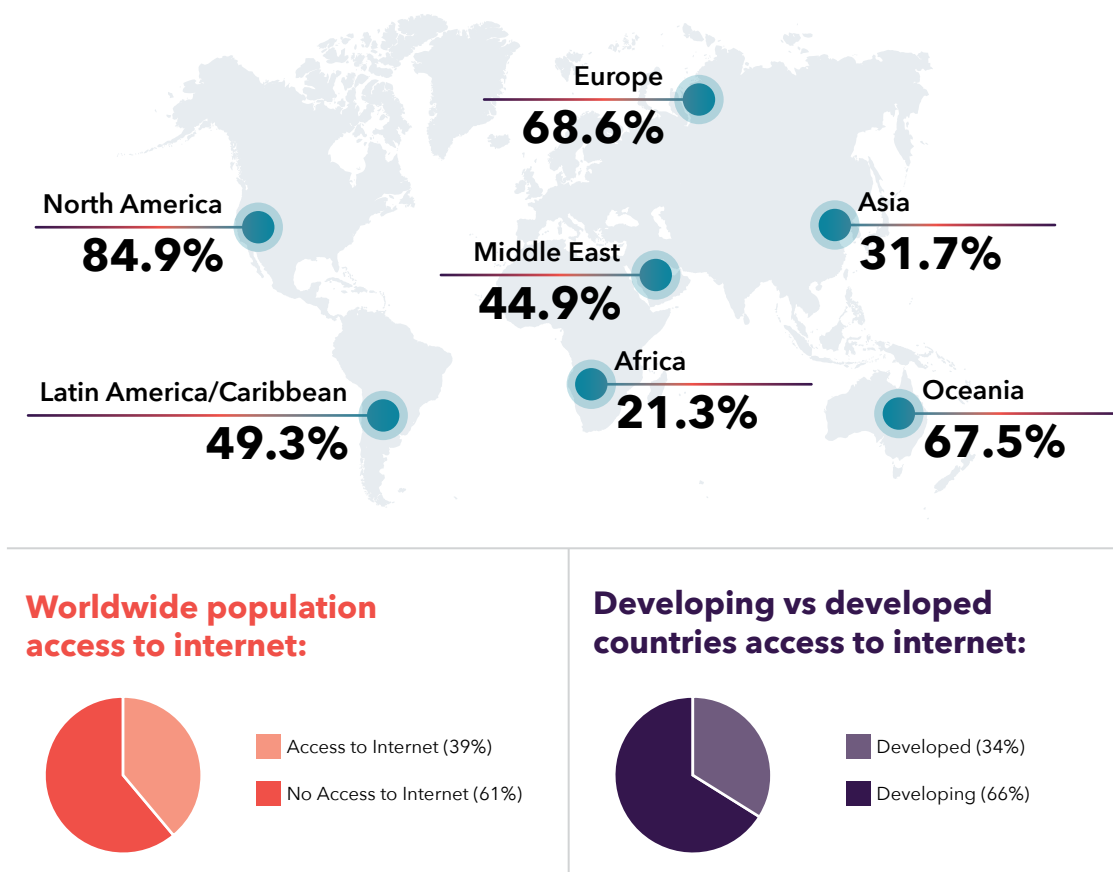 Europe
68.6%
North America
84.9%
Asia
31.7%
Middle East
44.9%
Africa
21.3%
Latin America/Caribbean
49.3%
Oceania
67.5%
Worldwide population
access to internet:
Access to Internet (39%)
No Access to Internet (61%)
Developing vs developed
countries access to internet:
Developed (34%)
Developing (66%)